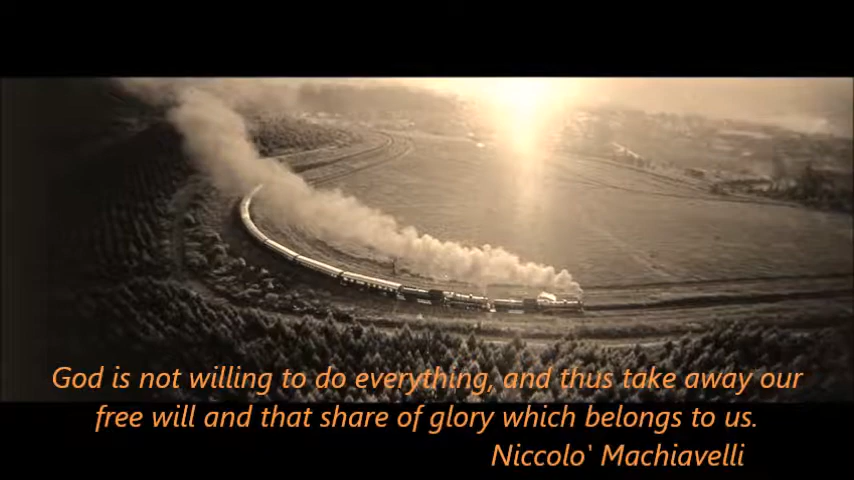 God is not willing to do everything, and thus take away our
free will and that share of glory which belongs to us.
Niccolo' Machiavelli